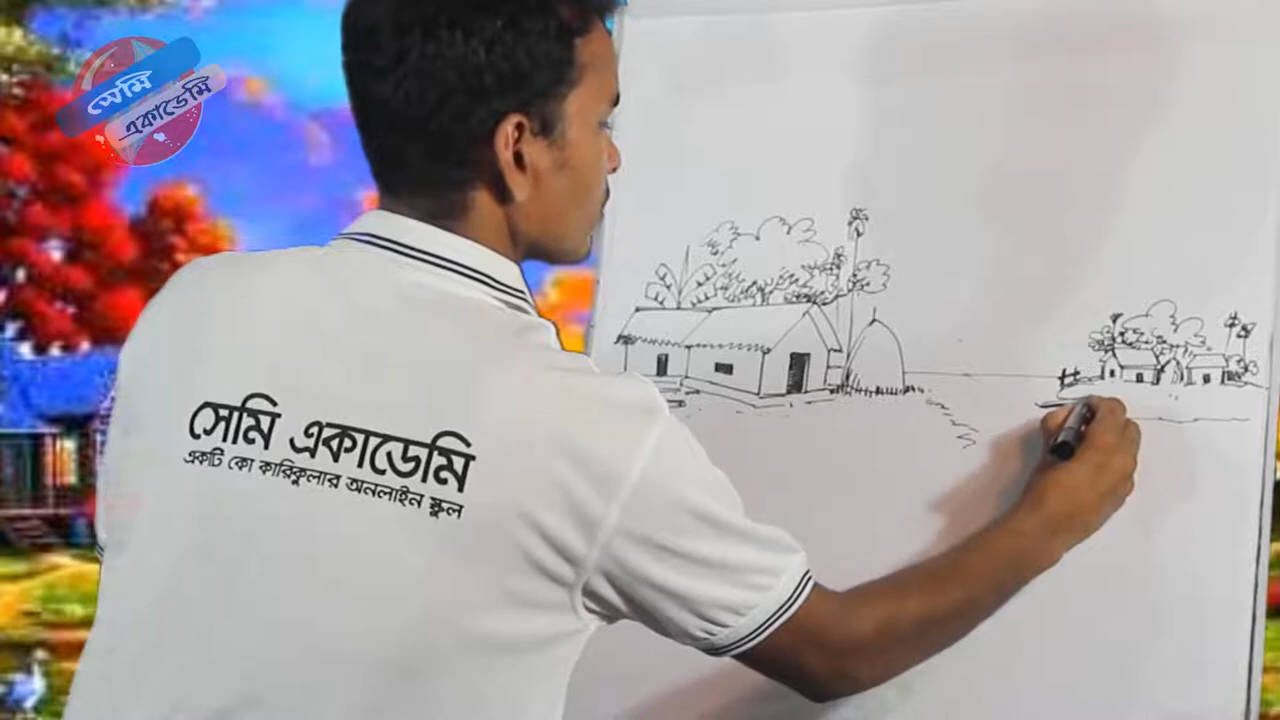 সেমি
একাডেমি
সেমি একাডেমি
একটি কো কারিকুলার অনলাইন স্কুল